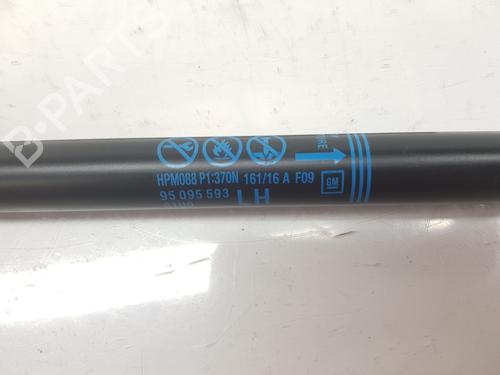 HPM088 P1:370N 161/16 A F09
GM
95 095 593
LH
B-PARTS